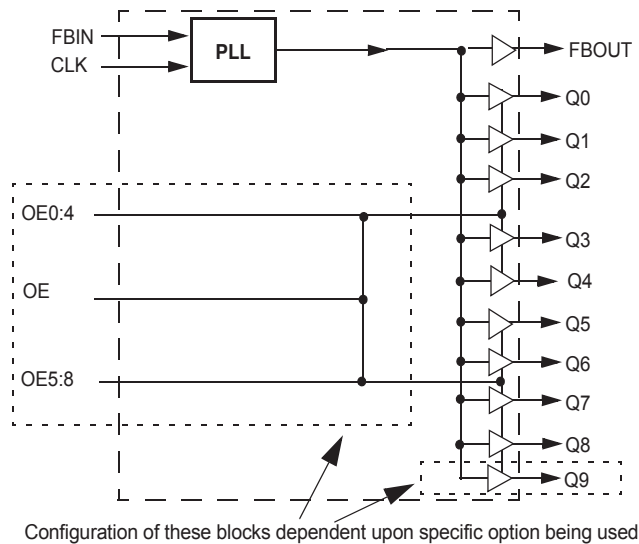 FBIN
CLK
PLL
FBOUT
Q0
Q1
Q2
OE0:4
Q3
OE
Q4
Q5
OE5:8
Q6
Q7
Q8
Q9
Configuration of these blocks dependent upon specific option being used